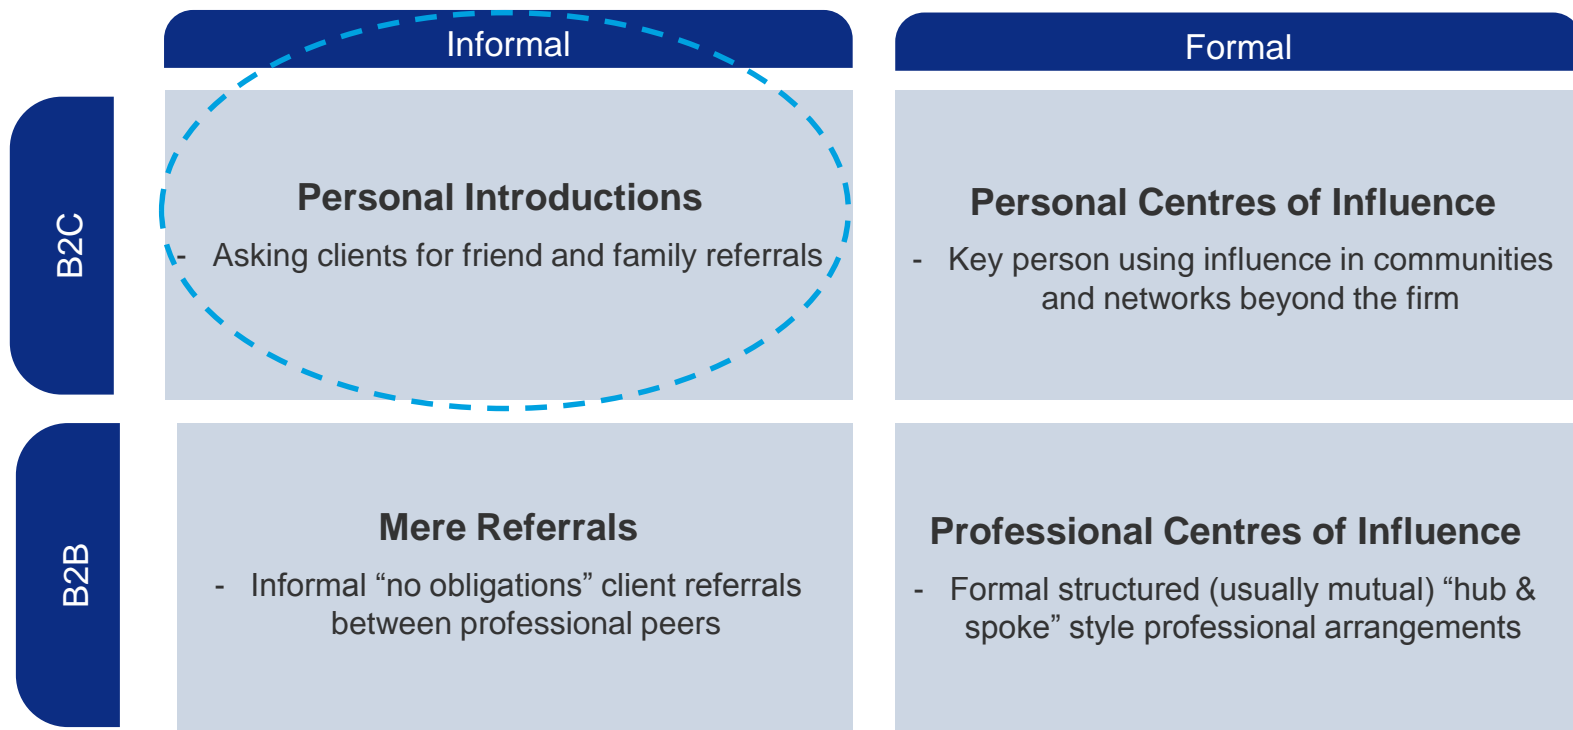 Informal
Formal
B2C
Personal Introductions
- Asking clients for friend and family referrals
Personal Centres of Influence
- Key person using influence in communities
and networks beyond the firm
B2B
Mere Referrals
- Informal “no obligations” client referrals
between professional peers
Professional Centres of Influence
- Formal structured (usually mutual) “hub &
spoke” style professional arrangements